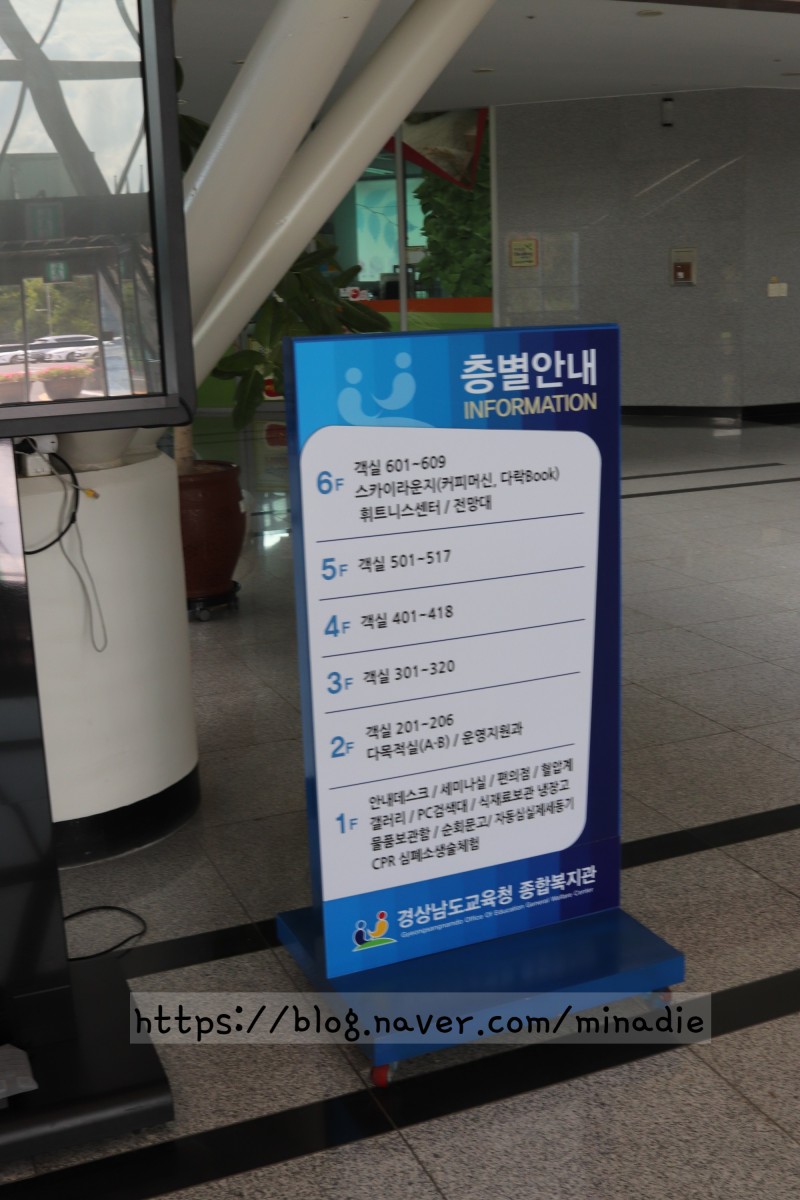 층별안내
INFORMATION
6F 객실 601~609
스카이라운지(커피머신, 다락Book)
휘트니스센터 / 전망대
5F 객실 501~517
4F 객실 401~418
3F 객실 301~320
2F 객실 201~206
다목적실(A·B) / 운영지원과
1F 안내데스크 / 세미나실 / 편의점 / 혈압계
갤러리 / PC검색대 / 식재료보관 냉장고
물품보관함 / 순회문고 / 자동심실제세동기
CPR 심폐소생술체험
경상남도교육청 종합복지관
Gyeongsangnamdo Office Of Education General Welfare Center
https://blog.naver.com/minadie